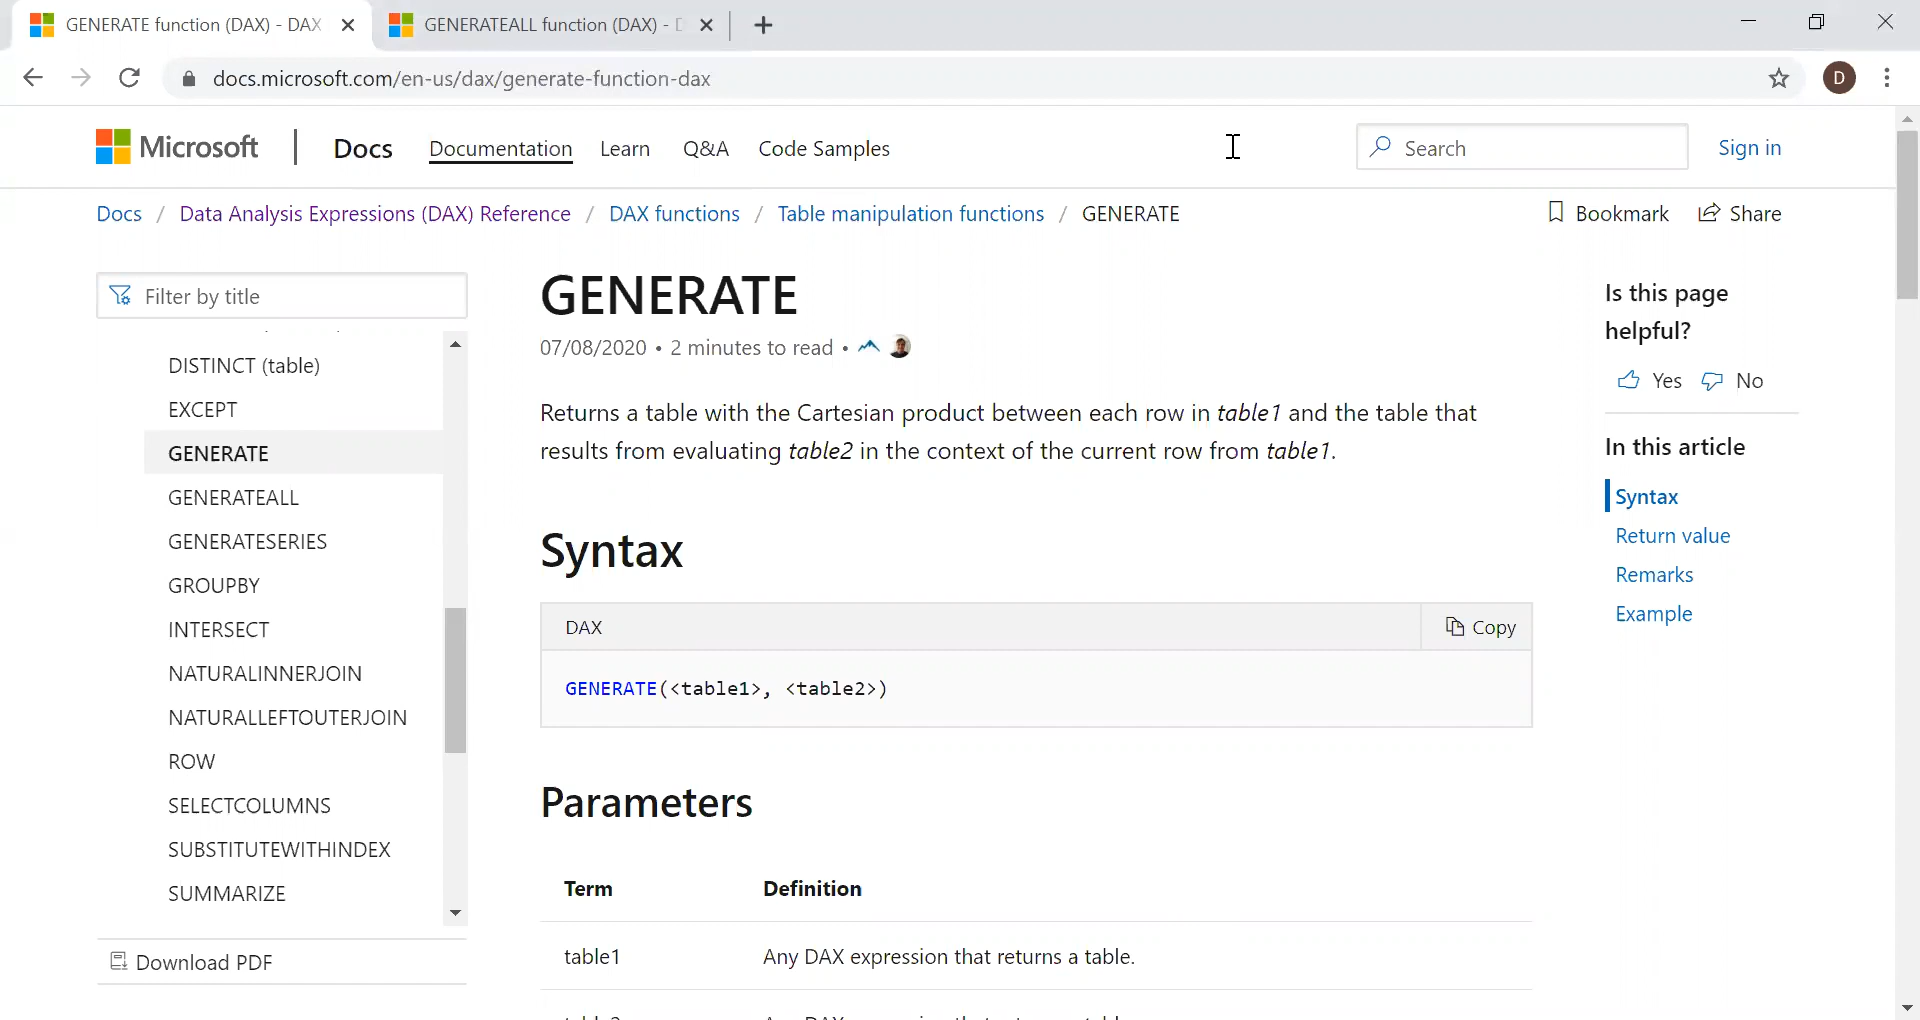 GENERATE function (DAX) - DAX
GENERATEALL function (DAX) -
docs.microsoft.com/en-us/dax/generate-function-dax
D
Microsoft
Docs
Documentation
Learn
Q&A
Code Samples
Search
Sign in
Docs / Data Analysis Expressions (DAX) Reference / DAX functions / Table manipulation functions / GENERATE
Bookmark
Share
Filter by title
DISTINCT (table)
EXCEPT
GENERATE
GENERATEALL
GENERATESERIES
GROUPBY
INTERSECT
NATURALINNERJOIN
NATURALLEFTOUTERJOIN
ROW
SELECTCOLUMNS
SUBSTITUTEWITHINDEX
SUMMARIZE
Download PDF
GENERATE
07/08/2020 • 2 minutes to read •
Returns a table with the Cartesian product between each row in table1 and the table that
results from evaluating table2 in the context of the current row from table1.
Syntax
DAX
Copy
GENERATE(<table1>, <table2>)
Parameters
Term Definition
table1 Any DAX expression that returns a table.
Is this page
helpful?
Yes
No
In this article
Syntax
Return value
Remarks
Example